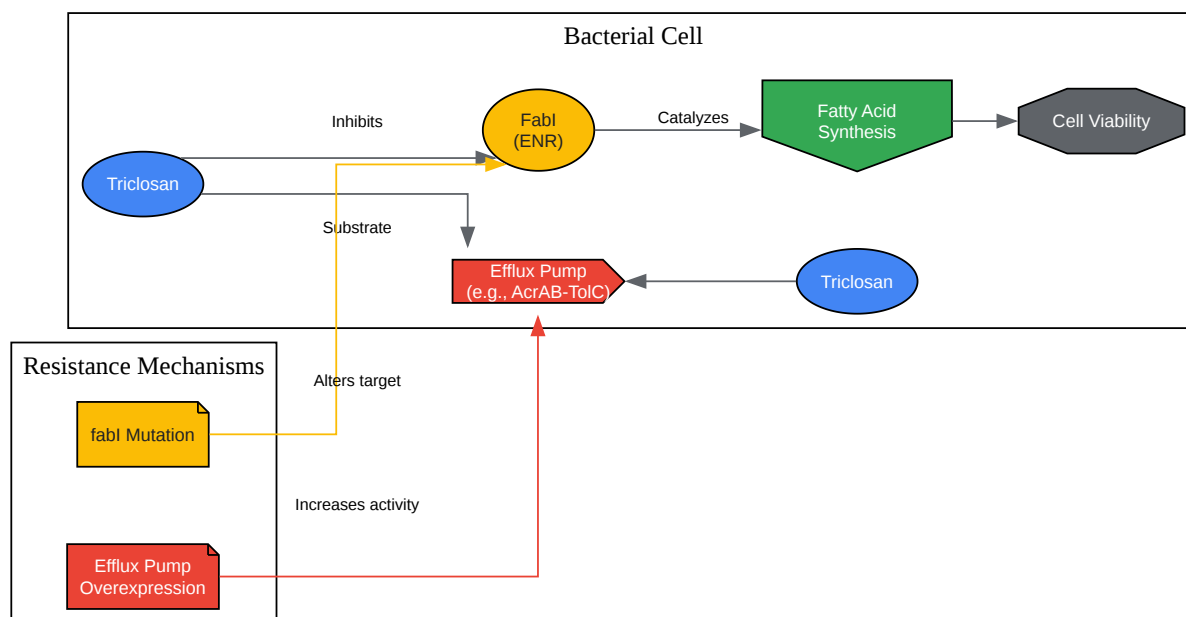 Bacterial Cell
Inhibits
FabI
(ENR)
Catalyzes
Fatty Acid
Synthesis
Cell Viability
Triclosan
Substrate
Efflux Pump
(e.g., AcrAB-TolC)
Triclosan
Resistance Mechanisms
Alters target
fabI Mutation
Increases activity
Efflux Pump
Overexpression